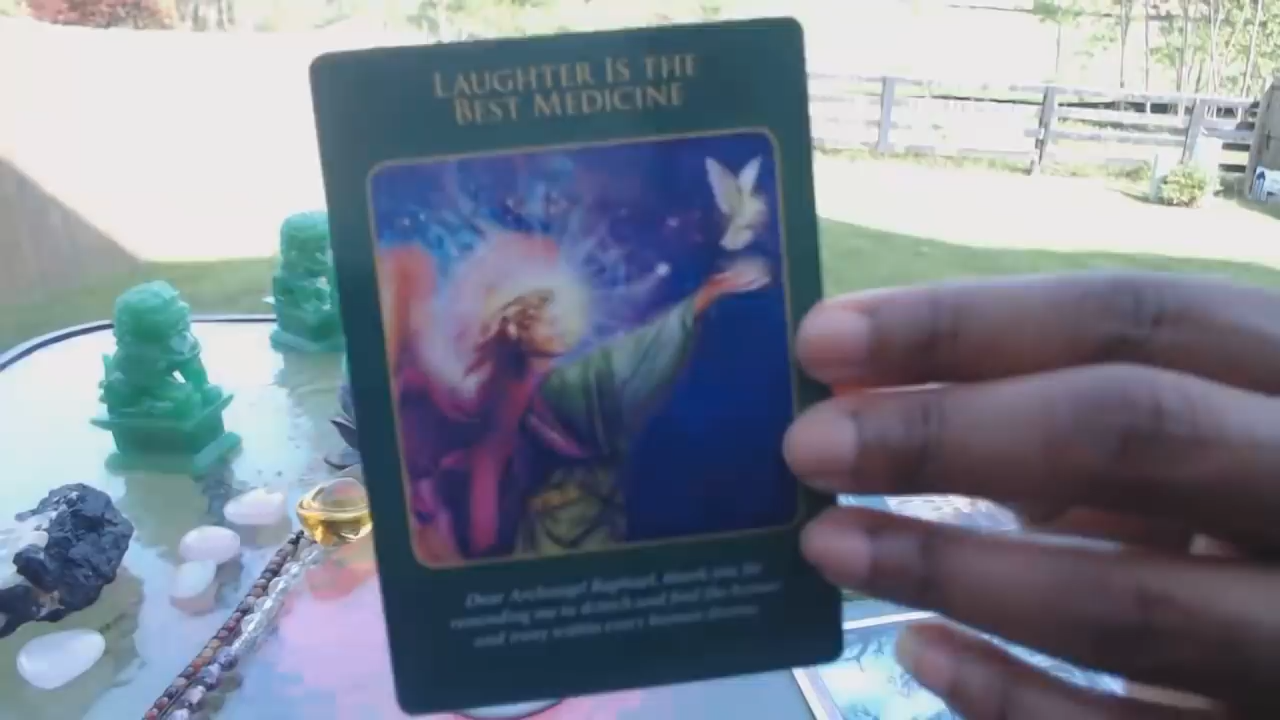 LAUGHTER IS THE
BEST MEDICINE
Dear Archangel Raphael, thank you for
reminding me to detach and find the humor
and irony within every human drama.